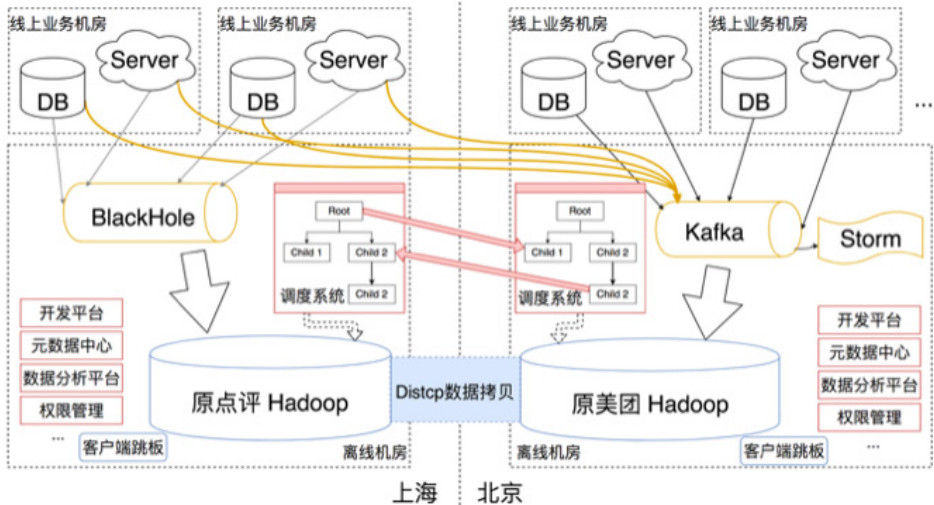 线上业务机房
线上业务机房
线上业务机房
线上业务机房
Server
Server
Server
Server
DB
DB
DB
DB
...
BlackHole
Root
Child 1
Child 2
Child 2
调度系统
Root
Child 1
Child 2
Child 2
调度系统
Kafka
Storm
开发平台
元数据中心
数据分析平台
权限管理
...
客户端跳板
原点评 Hadoop
离线机房
Distcp数据拷贝
原美团 Hadoop
离线机房
开发平台
元数据中心
数据分析平台
权限管理
...
客户端跳板
上海
北京